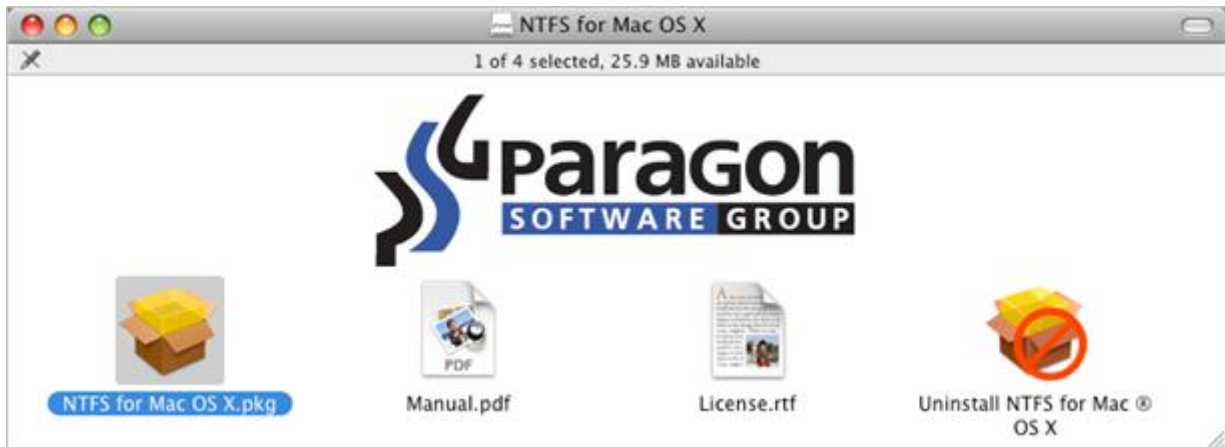 NTFS for Mac OS X
1 of 4 selected, 25.9 MB available
Paragon
SOFTWARE GROUP
PDF
NTFS for Mac OS X.pkg
Manual.pdf
License.rtf
Uninstall NTFS for Mac ®
OS X